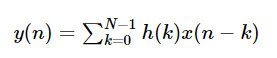 y(n) = ∑_{k=0}^{N−1} h(k)x(n − k)